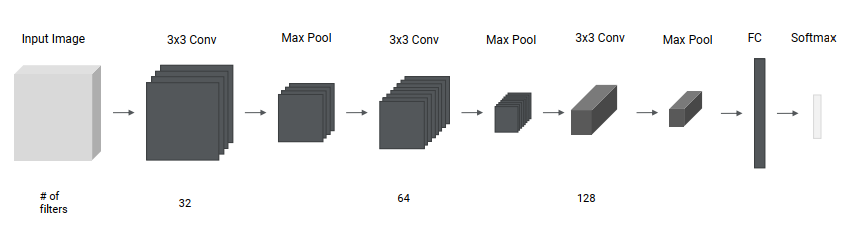 Input Image
3x3 Conv
Max Pool
3x3 Conv
Max Pool
3x3 Conv
Max Pool
FC
Softmax
# of
filters
32
64
128